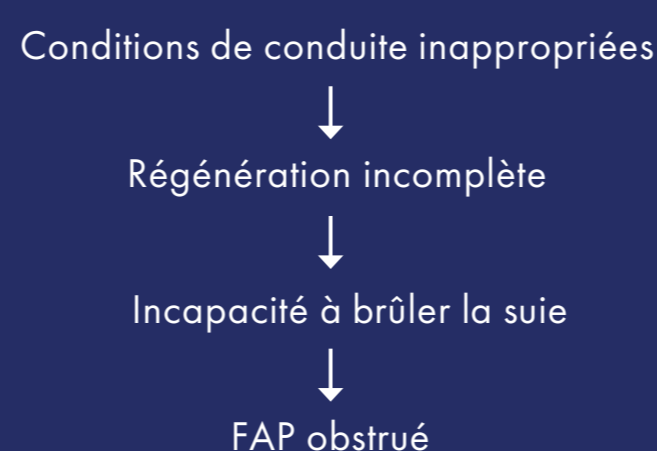 Conditions de conduite inappropriées
Régénération incomplète
Incapacité à brûler la suie
FAP obstrué